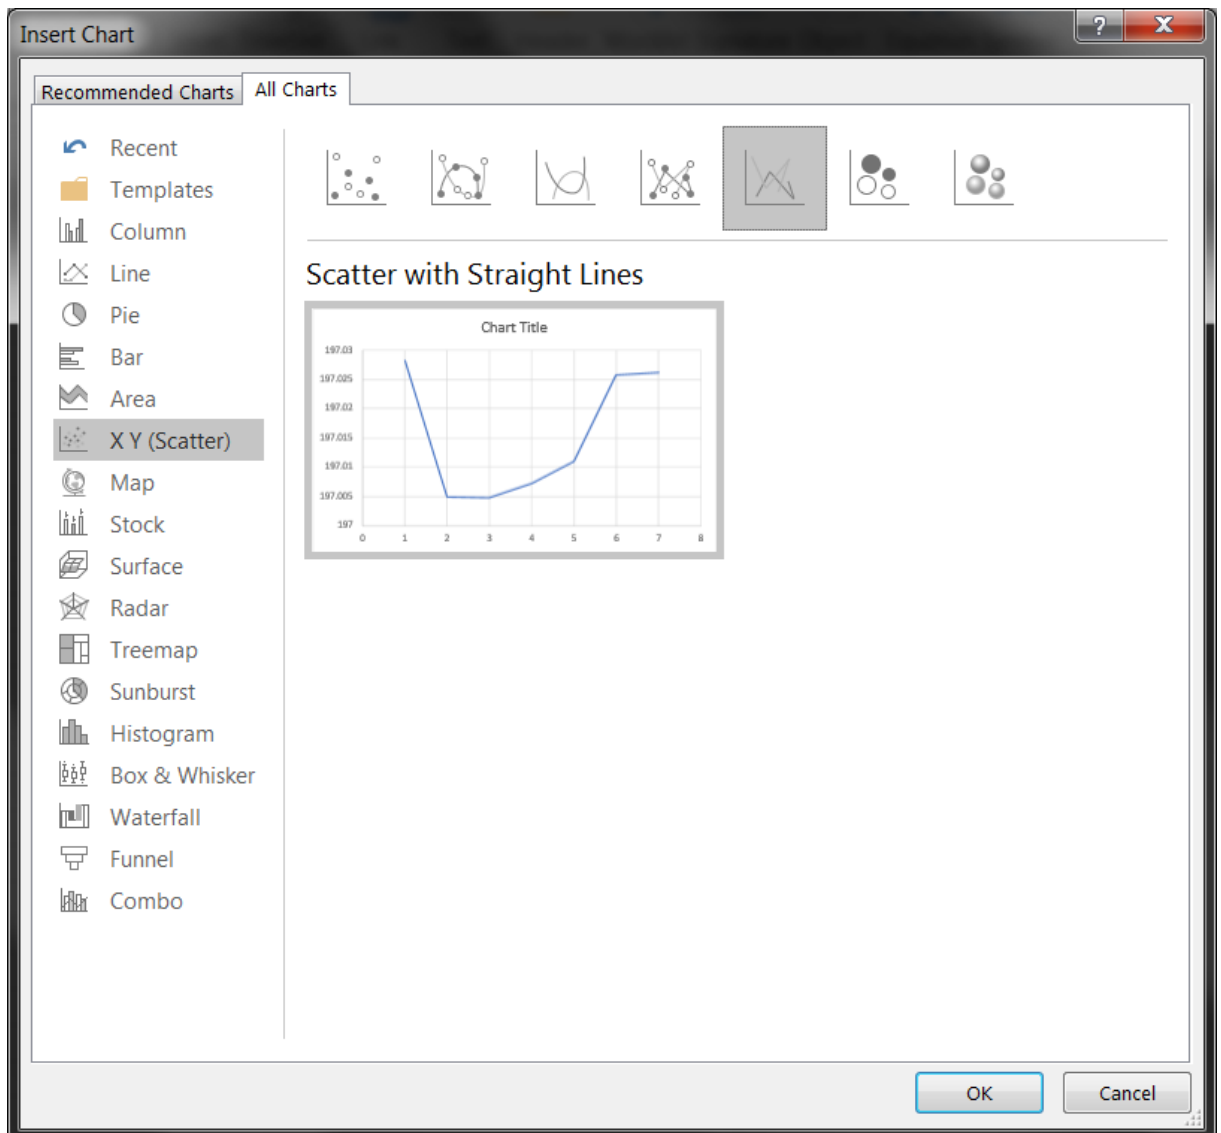 Insert Chart
?
X
Recommended Charts
All Charts
Recent
Templates
Column
Line
Pie
Bar
Area
X Y (Scatter)
Map
Stock
Surface
Radar
Treemap
Sunburst
Histogram
Box & Whisker
Waterfall
Funnel
Combo
Scatter with Straight Lines
Chart Title
197.03
197.025
197.02
197.015
197.01
197.005
197
0 1 2 3 4 5 6 7 8
OK
Cancel